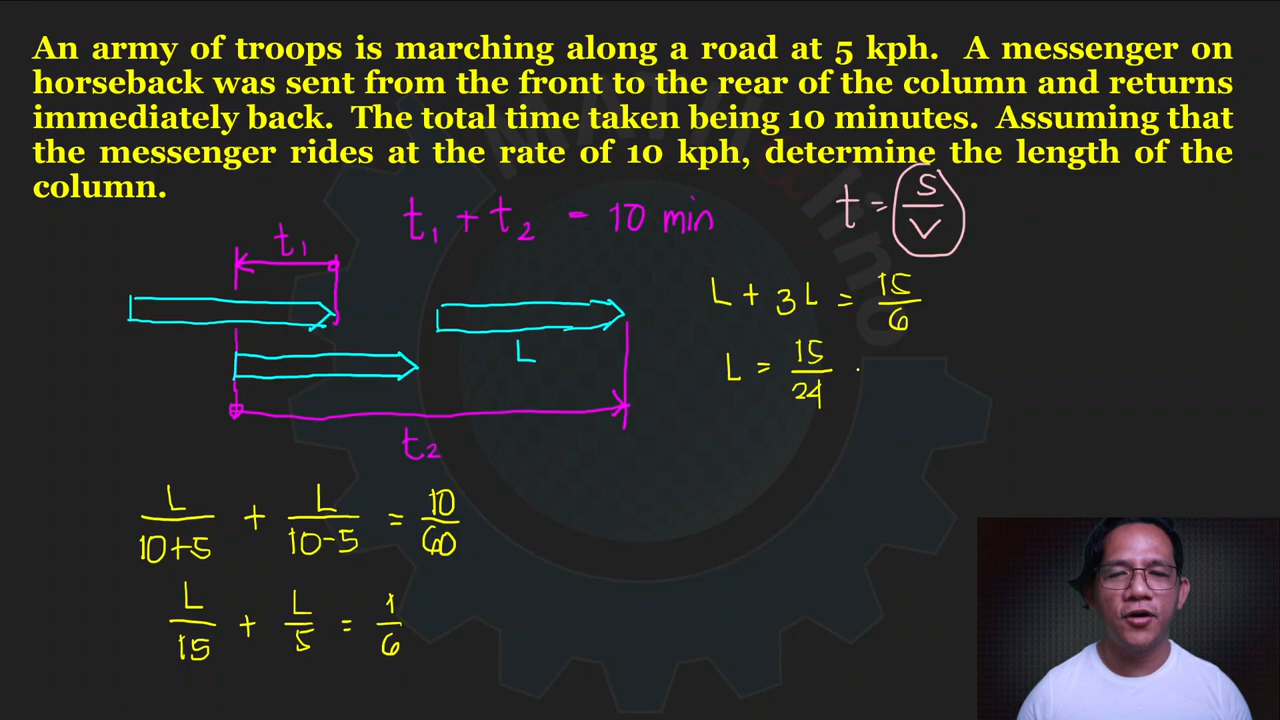 An army of troops is marching along a road at 5 kph. A messenger on
horseback was sent from the front to the rear of the column and returns
immediately back. The total time taken being 10 minutes. Assuming that
the messenger rides at the rate of 10 kph, determine the length of the
column.
t₁ + t₂ = 10 min
t = S/V
t₁
L
t₂
L + 3L = 15/6
L = 15/24
L/(10+5) + L/(10-5) = 10/60
L/15 + L/5 = 1/6